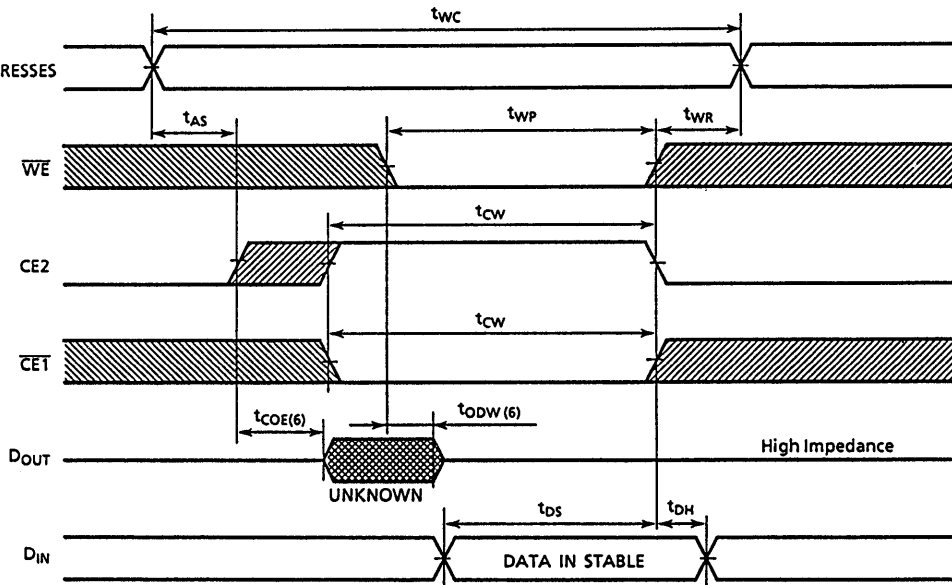 tWC
RESSES
tAS
tWP
tWR
WE
tCW
CE2
tCW
CE1
tCOE(6)
tODW (6)
DOUT
High Impedance
UNKNOWN
tDS
tDH
DIN
DATA IN STABLE